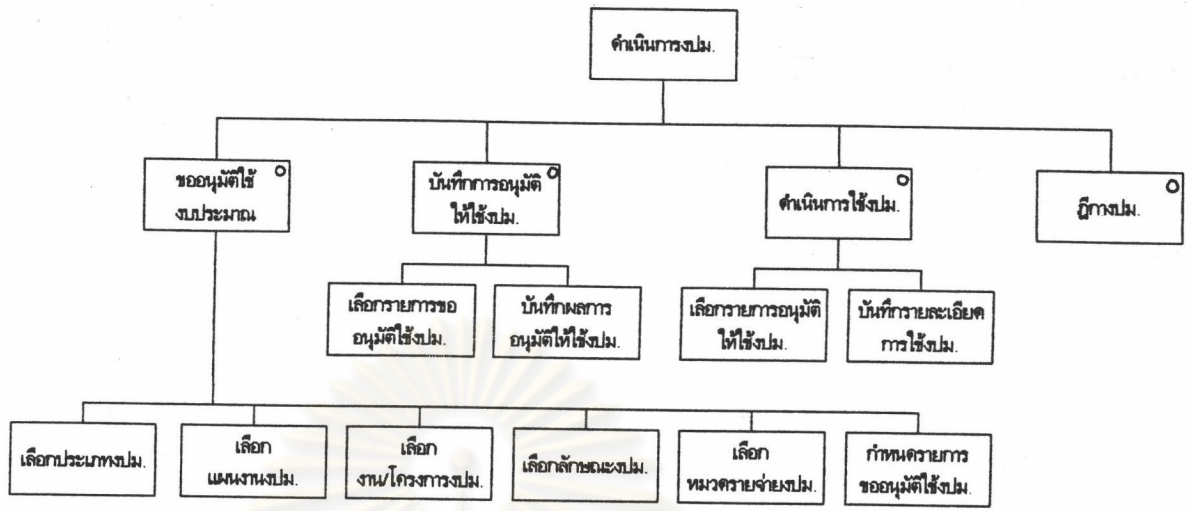 ดำเนินการงปม.
ขออนุมัติใช้
งบประมาณ
บันทึกการอนุมัติ
ให้ใช้งปม.
ดำเนินการใช้งปม.
ฎีกางปม.
เลือกรายการขอ
อนุมัติใช้งปม.
บันทึกผลการ
อนุมัติให้ใช้งปม.
เลือกรายการอนุมัติ
ให้ใช้งปม.
บันทึกรายละเอียด
การใช้งปม.
เลือกประเภทงปม.
เลือก
แผนงานงปม.
เลือก
งาน/โครงการงปม.
เลือกลักษณะงปม.
เลือก
หมวดรายจ่ายงปม.
กำหนดรายการ
ขออนุมัติใช้งปม.